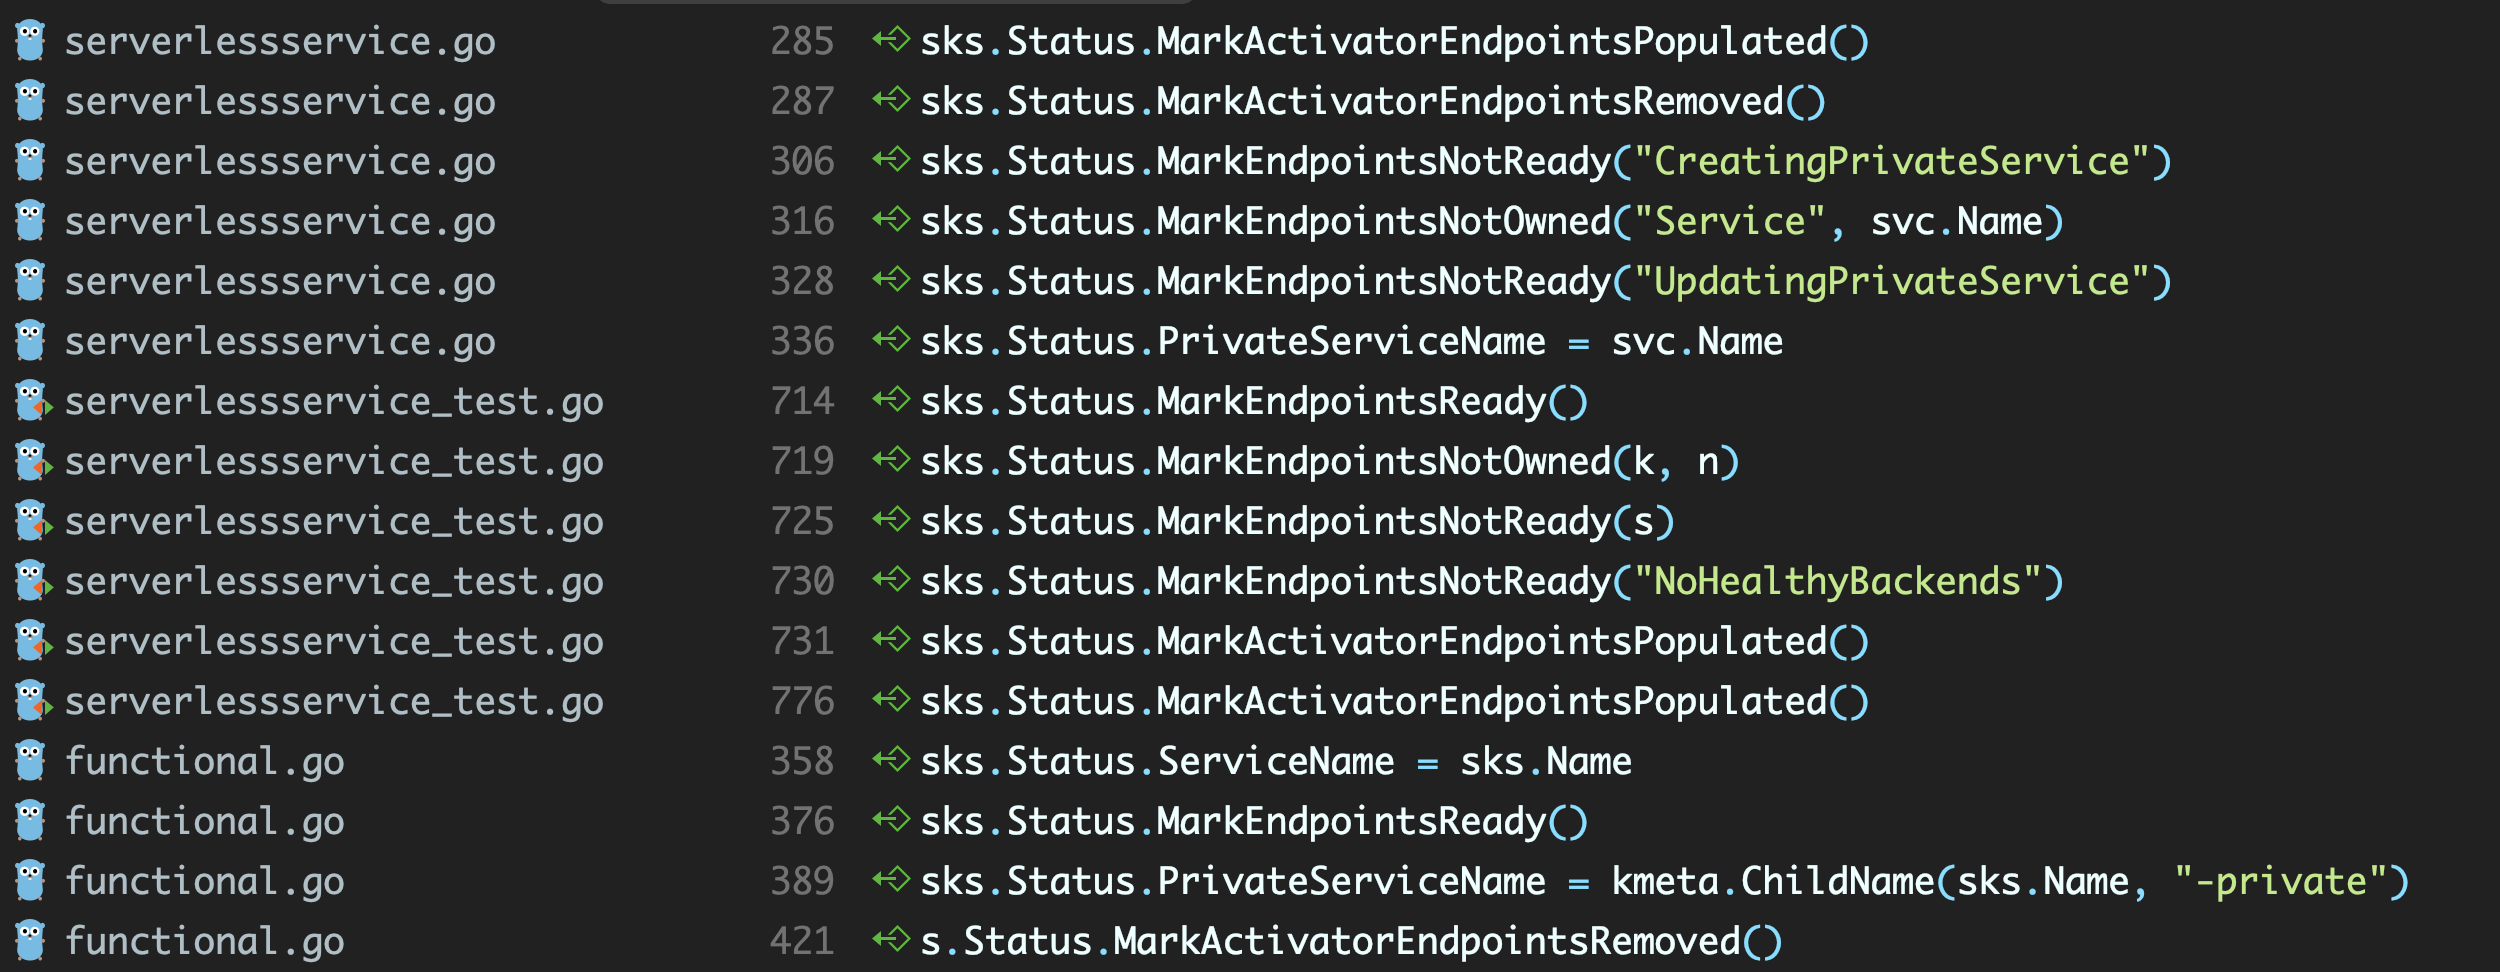 serverlessservice.go 285 sks.Status.MarkActivatorEndpointsPopulated()
serverlessservice.go 287 sks.Status.MarkActivatorEndpointsRemoved()
serverlessservice.go 306 sks.Status.MarkEndpointsNotReady("CreatingPrivateService")
serverlessservice.go 316 sks.Status.MarkEndpointsNotOwned("Service", svc.Name)
serverlessservice.go 328 sks.Status.MarkEndpointsNotReady("UpdatingPrivateService")
serverlessservice.go 336 sks.Status.PrivateServiceName = svc.Name
serverlessservice_test.go 714 sks.Status.MarkEndpointsReady()
serverlessservice_test.go 719 sks.Status.MarkEndpointsNotOwned(k, n)
serverlessservice_test.go 725 sks.Status.MarkEndpointsNotReady(s)
serverlessservice_test.go 730 sks.Status.MarkEndpointsNotReady("NoHealthyBackends")
serverlessservice_test.go 731 sks.Status.MarkActivatorEndpointsPopulated()
serverlessservice_test.go 776 sks.Status.MarkActivatorEndpointsPopulated()
functional.go 358 sks.Status.ServiceName = sks.Name
functional.go 376 sks.Status.MarkEndpointsReady()
functional.go 389 sks.Status.PrivateServiceName = kmeta.ChildName(sks.Name, "-private")
functional.go 421 s.Status.MarkActivatorEndpointsRemoved()